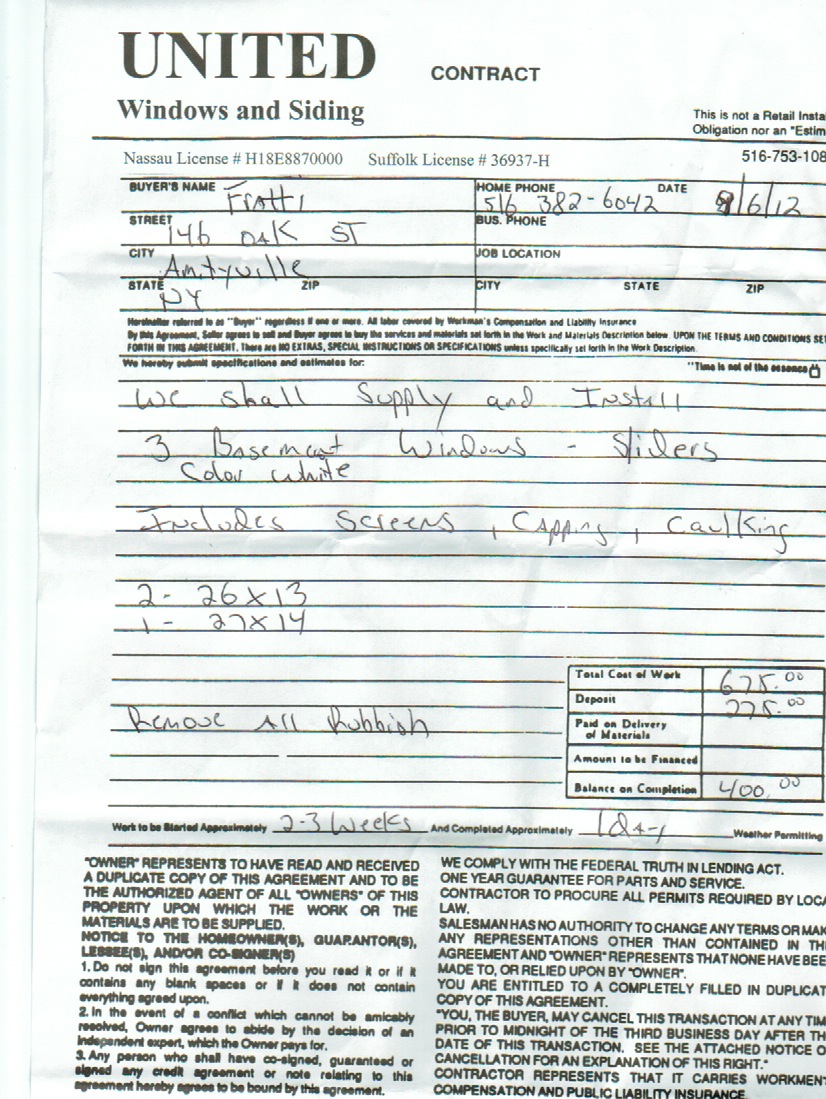 UNITED
CONTRACT
Windows and Siding
This is not a Retail Insta
Obligation nor an "Estim
Nassau License # H18E8870000 Suffolk License # 36937-H
516-753-108
BUYER'S NAME Fratti
HOME PHONE 516 382-6042 DATE 9/6/12
STREET 146 OAK ST
BUS. PHONE
CITY Amityville
JOB LOCATION
STATE NY ZIP
CITY STATE ZIP
Hereinafter referred to as "Buyer" regardless if one or more. All labor covered by Workman's Compensation and Liability Insurance
By this Agreement, Seller agrees to sell and Buyer agrees to buy the services and materials set forth in the Work and Materials Description below. UPON THE TERMS AND CONDITIONS SET
FORTH IN THIS AGREEMENT, There are NO EXTRAS, SPECIAL INSTRUCTIONS OR SPECIFICATIONS unless specifically set forth in the Work Description.
We hereby submit specifications and estimates for:
"Time is not of the essence
We shall Supply and Install
3 Basement Windows - Sliders
Color White
Includes Screens, Capping, Caulking
2- 26x13
1- 27x14
Remove All Rubbish
Total Cost of Work 675.00
Deposit 275.00
Paid on Delivery
of Materials
Amount to be Financed
Balance on Completion 400.00
Work to be Started Approximately 2-3 Weeks And Completed Approximately 1 day Weather Permitting
"OWNER" REPRESENTS TO HAVE READ AND RECEIVED
A DUPLICATE COPY OF THIS AGREEMENT AND TO BE
THE AUTHORIZED AGENT OF ALL "OWNERS" OF THIS
PROPERTY UPON WHICH THE WORK OR THE
MATERIALS ARE TO BE SUPPLIED.
NOTICE TO THE HOMEOWNER(S), GUARANTOR(S),
LESSEE(S), AND/OR CO-SIGNER(S)
1. Do not sign this agreement before you read it or if it
contains any blank spaces or if it does not contain
everything agreed upon.
2. In the event of a conflict which cannot be amicably
resolved, Owner agrees to abide by the decision of an
independent expert, which the Owner pays for.
3. Any person who shall have co-signed, guaranteed or
signed any credit agreement or note relating to this
agreement hereby agrees to be bound by this agreement.
WE COMPLY WITH THE FEDERAL TRUTH IN LENDING ACT.
ONE YEAR GUARANTEE FOR PARTS AND SERVICE.
CONTRACTOR TO PROCURE ALL PERMITS REQUIRED BY LOCA
LAW.
SALESMAN HAS NO AUTHORITY TO CHANGE ANY TERMS OR MAK
ANY REPRESENTATIONS OTHER THAN CONTAINED IN THI
AGREEMENT AND "OWNER" REPRESENTS THAT NONE HAVE BEE
MADE TO, OR RELIED UPON BY "OWNER".
YOU ARE ENTITLED TO A COMPLETELY FILLED IN DUPLICAT
COPY OF THIS AGREEMENT.
"YOU, THE BUYER, MAY CANCEL THIS TRANSACTION AT ANY TIM
PRIOR TO MIDNIGHT OF THE THIRD BUSINESS DAY AFTER TH
DATE OF THIS TRANSACTION. SEE THE ATTACHED NOTICE O
CANCELLATION FOR AN EXPLANATION OF THIS RIGHT."
CONTRACTOR REPRESENTS THAT IT CARRIES WORKMEN'
COMPENSATION AND PUBLIC LIABILITY INSURANCE.